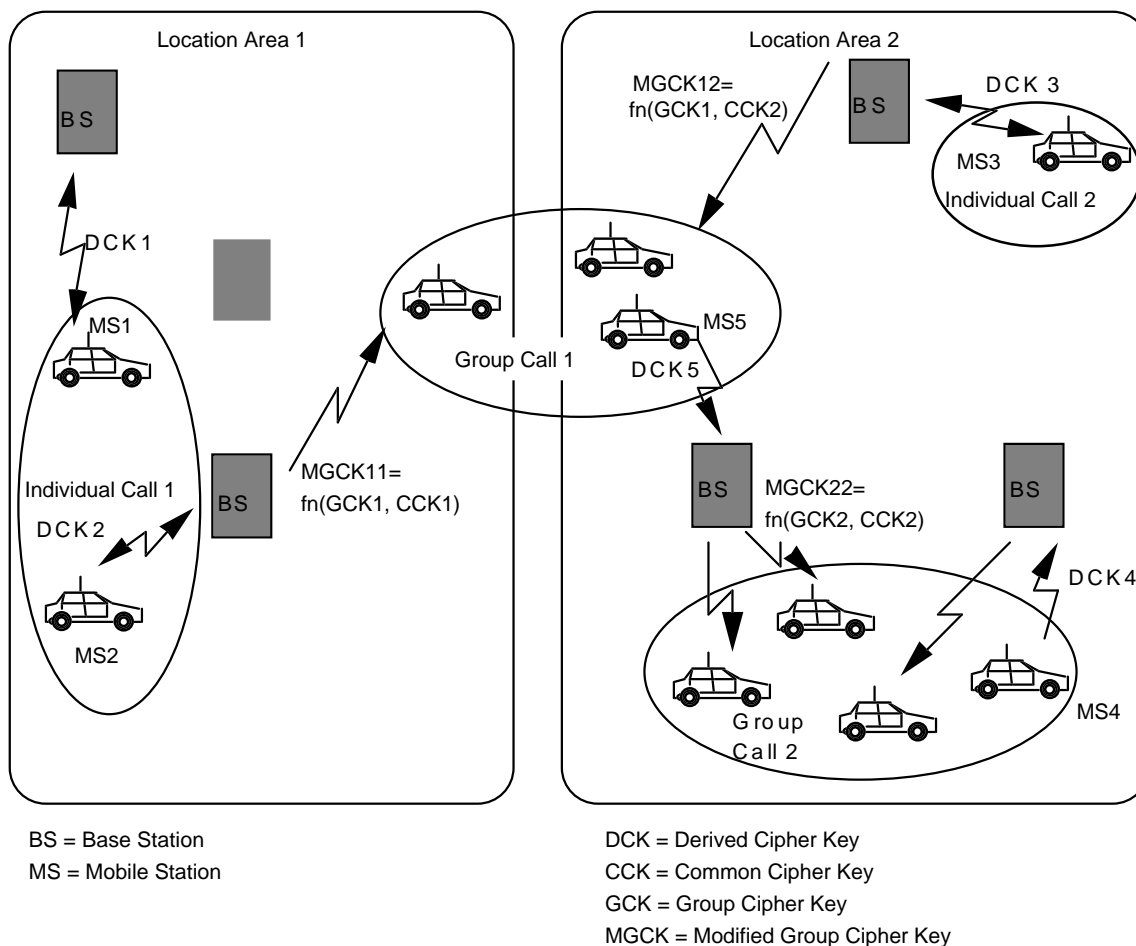 Location Area 1
BS
DCK1
MS1
Individual Call 1
DCK2
MS2
BS
MGCK11=
fn(GCK1, CCK1)
Group Call 1
Location Area 2
MGCK12=
fn(GCK1, CCK2)
BS
DCK 3
MS3
Individual Call 2
MS5
DCK5
BS
MGCK22=
fn(GCK2, CCK2)
BS
DCK4
MS4
Group
Call 2
BS = Base Station
MS = Mobile Station
DCK = Derived Cipher Key
CCK = Common Cipher Key
GCK = Group Cipher Key
MGCK = Modified Group Cipher Key